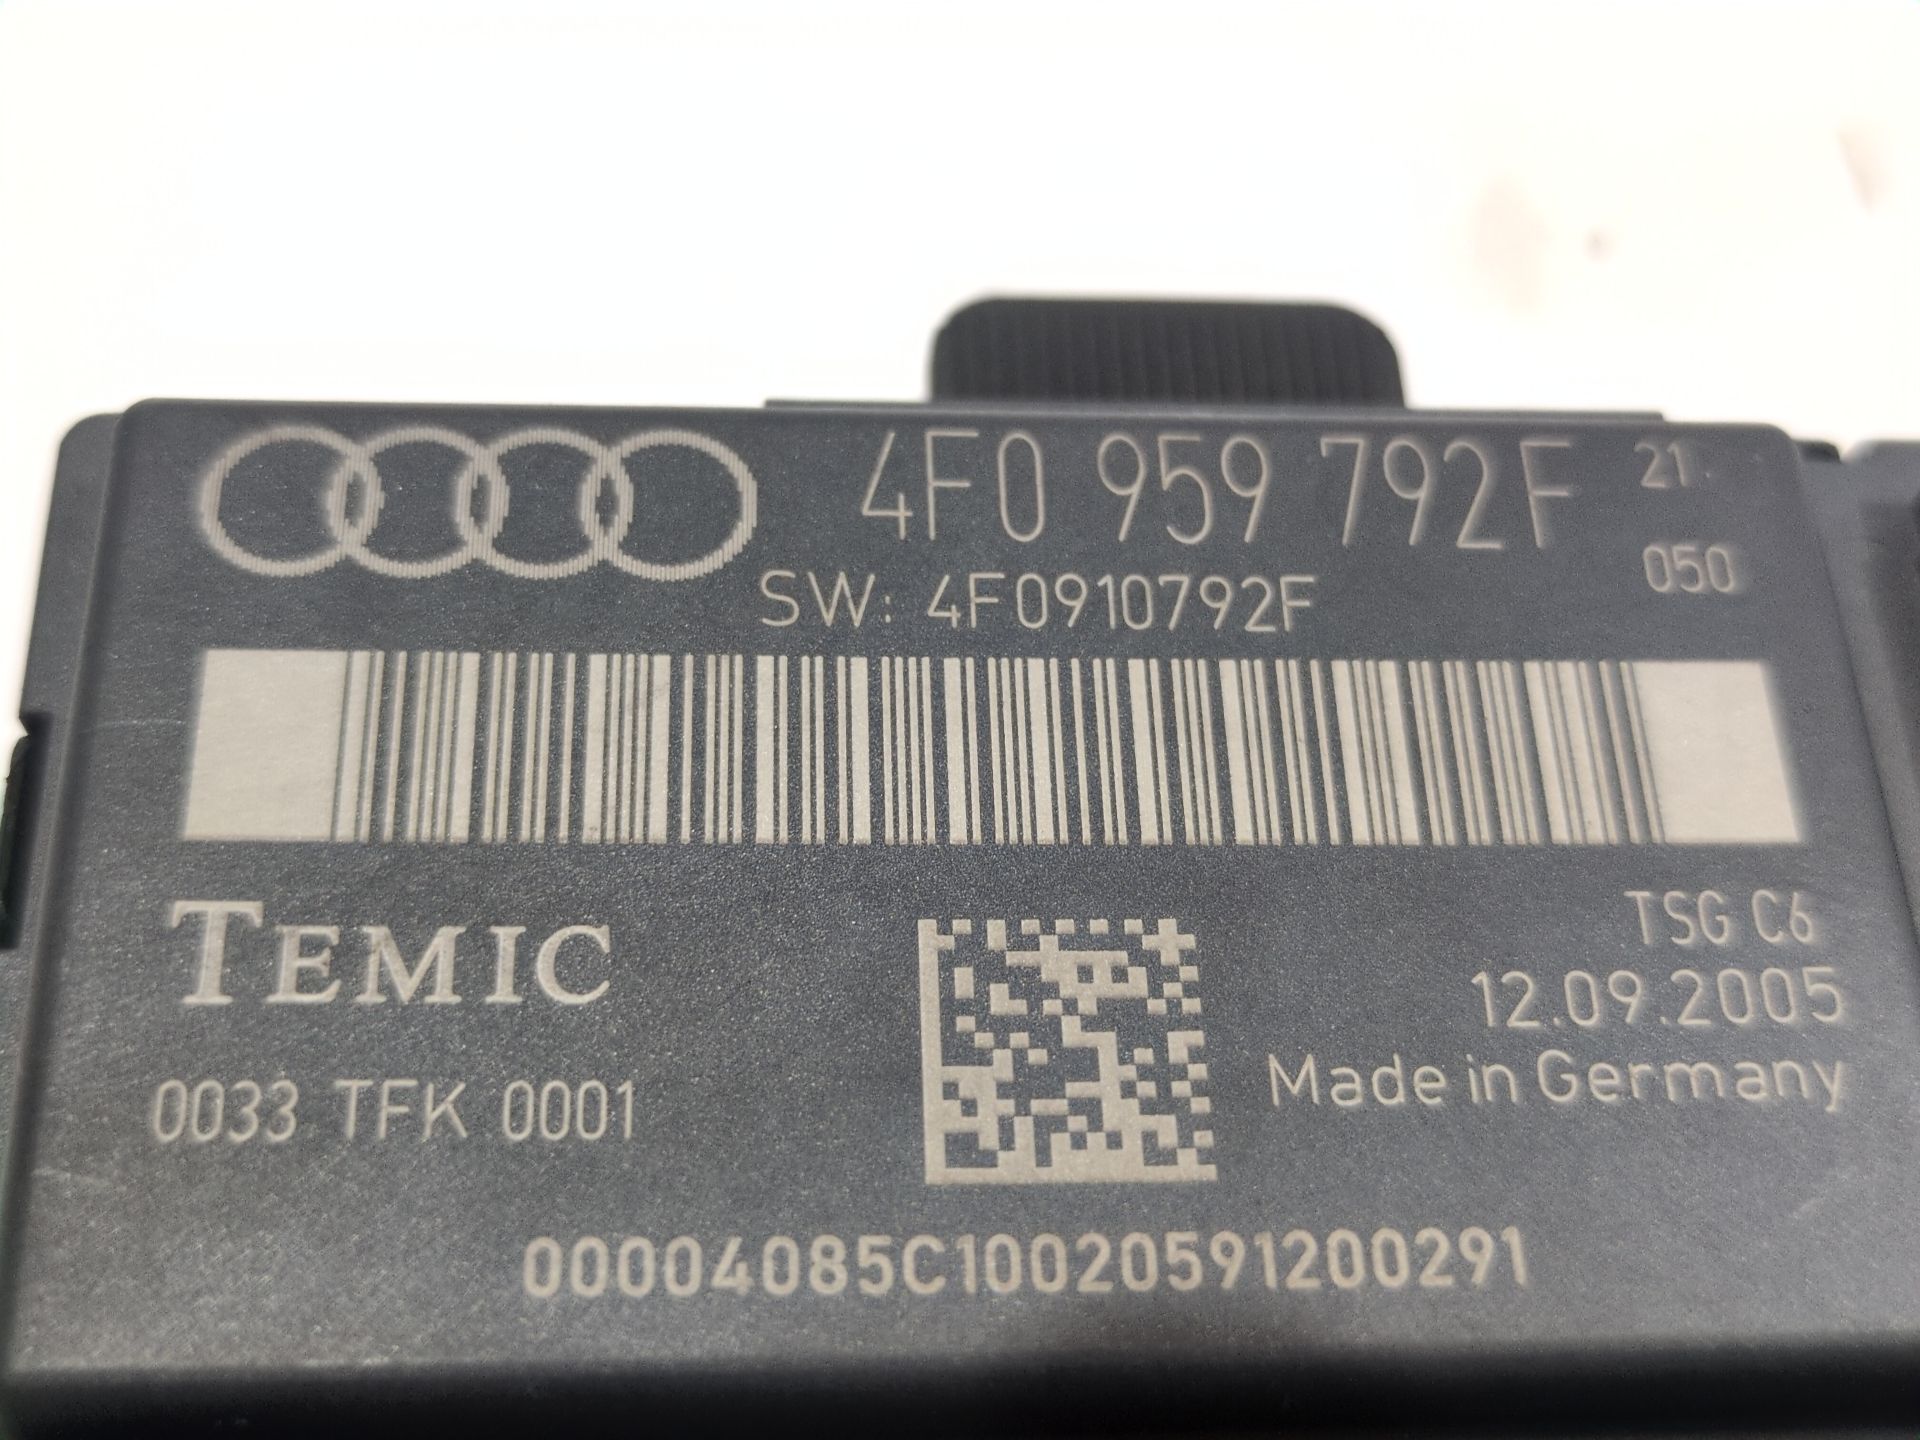 4F0 959 792F 21
050
SW: 4F0910792F
TEMIC
TSG C6
12.09.2005
Made in Germany
0033 TFK 0001
00004085C10020591200291